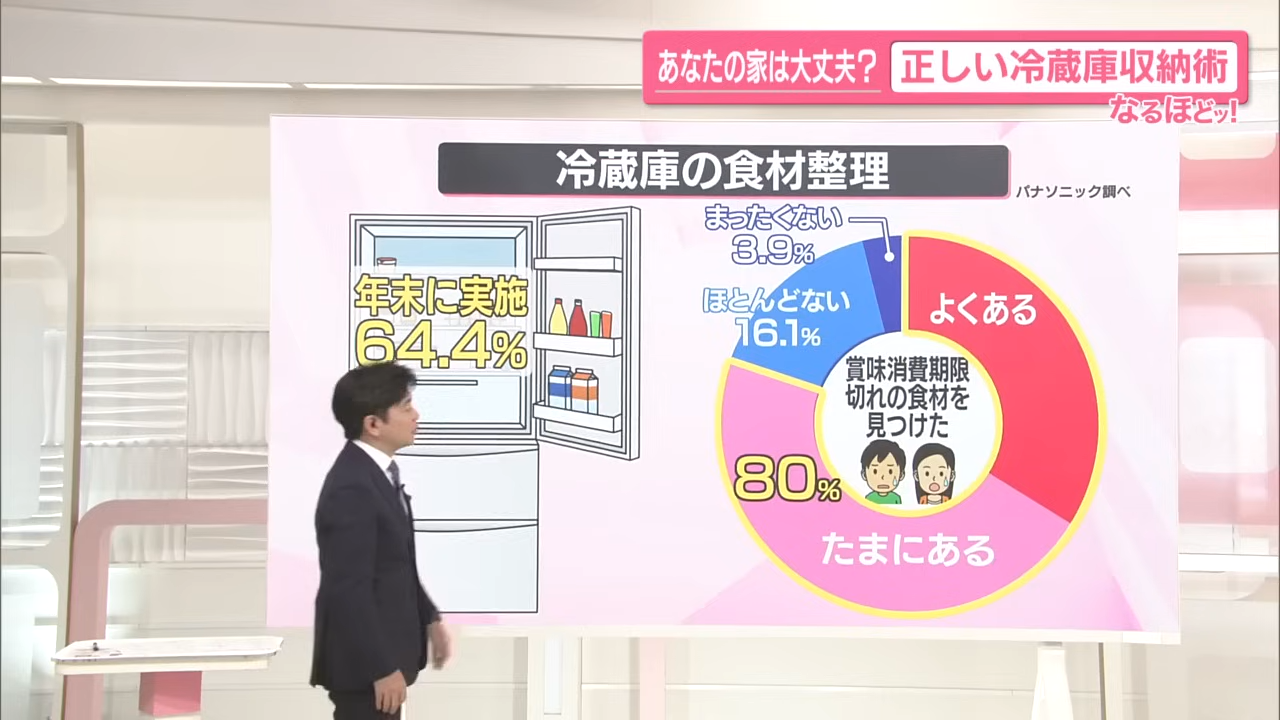 あなたの家は大丈夫?
正しい冷蔵庫収納術
なるほどッ!
冷蔵庫の食材整理
パナソニック調べ
年末に実施
64.4%
まったくない
3.9%
ほとんどない
16.1%
よくある
賞味消費期限
切れの食材を
見つけた
80%
たまにある